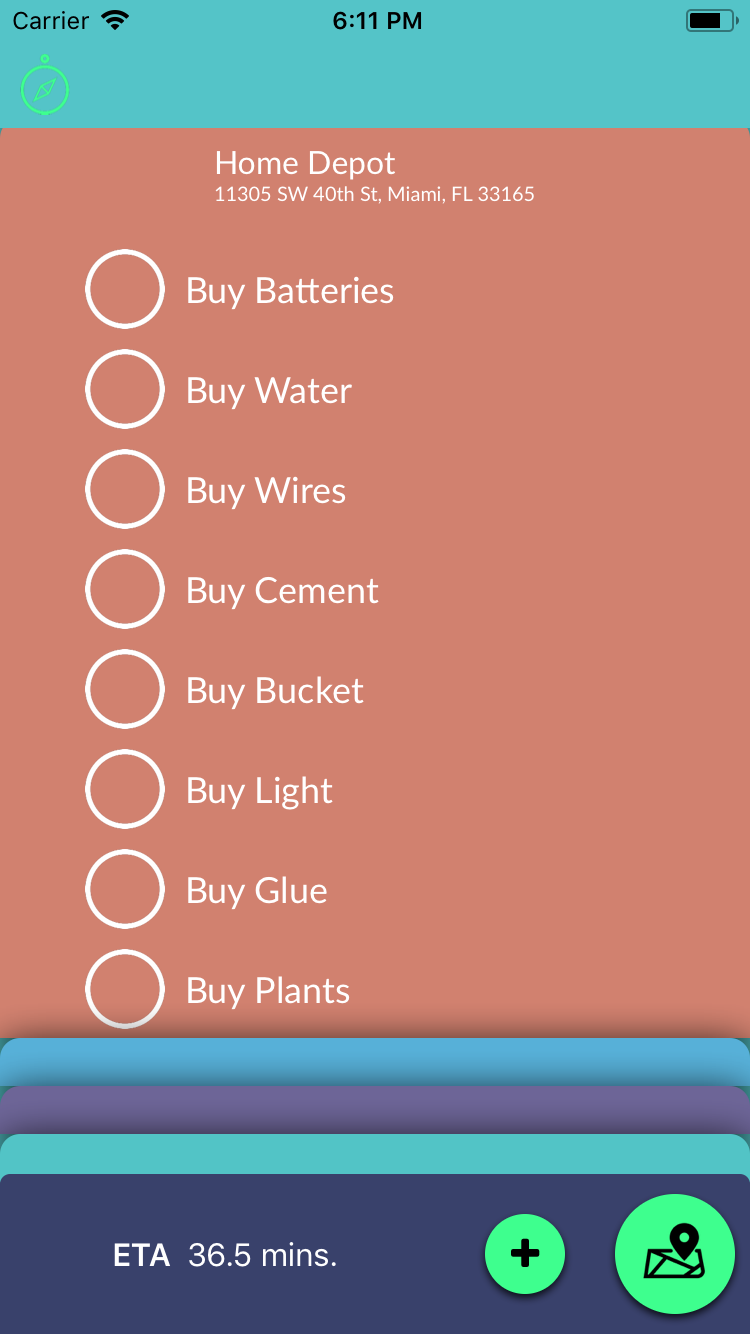 Carrier 6:11 PM
Home Depot
11305 SW 40th St, Miami, FL 33165
Buy Batteries
Buy Water
Buy Wires
Buy Cement
Buy Bucket
Buy Light
Buy Glue
Buy Plants
ETA 36.5 mins.